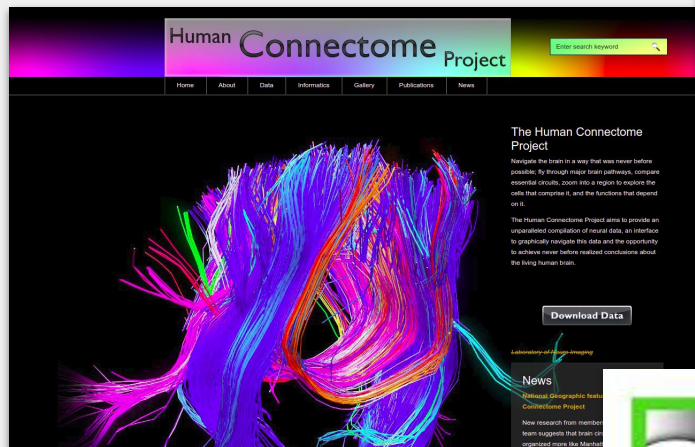 Human Connectome Project
Enter search keyword
Home About Data Informatics Gallery Publications News
The Human Connectome
Project
Navigate the brain in a way that was never before
possible; fly through major brain pathways, compare
essential circuits, zoom into a region to explore the
cells that comprise it, and the functions that depend
on it.
The Human Connectome Project aims to provide an
unparalleled compilation of neural data, an interface
to graphically navigate this data and the opportunity
to achieve never before realized conclusions about
the living human brain.
Download Data
Laboratory of Neuro Imaging
News
National Geographic
Connectome Project
New research from
team suggests that brain
organized more like